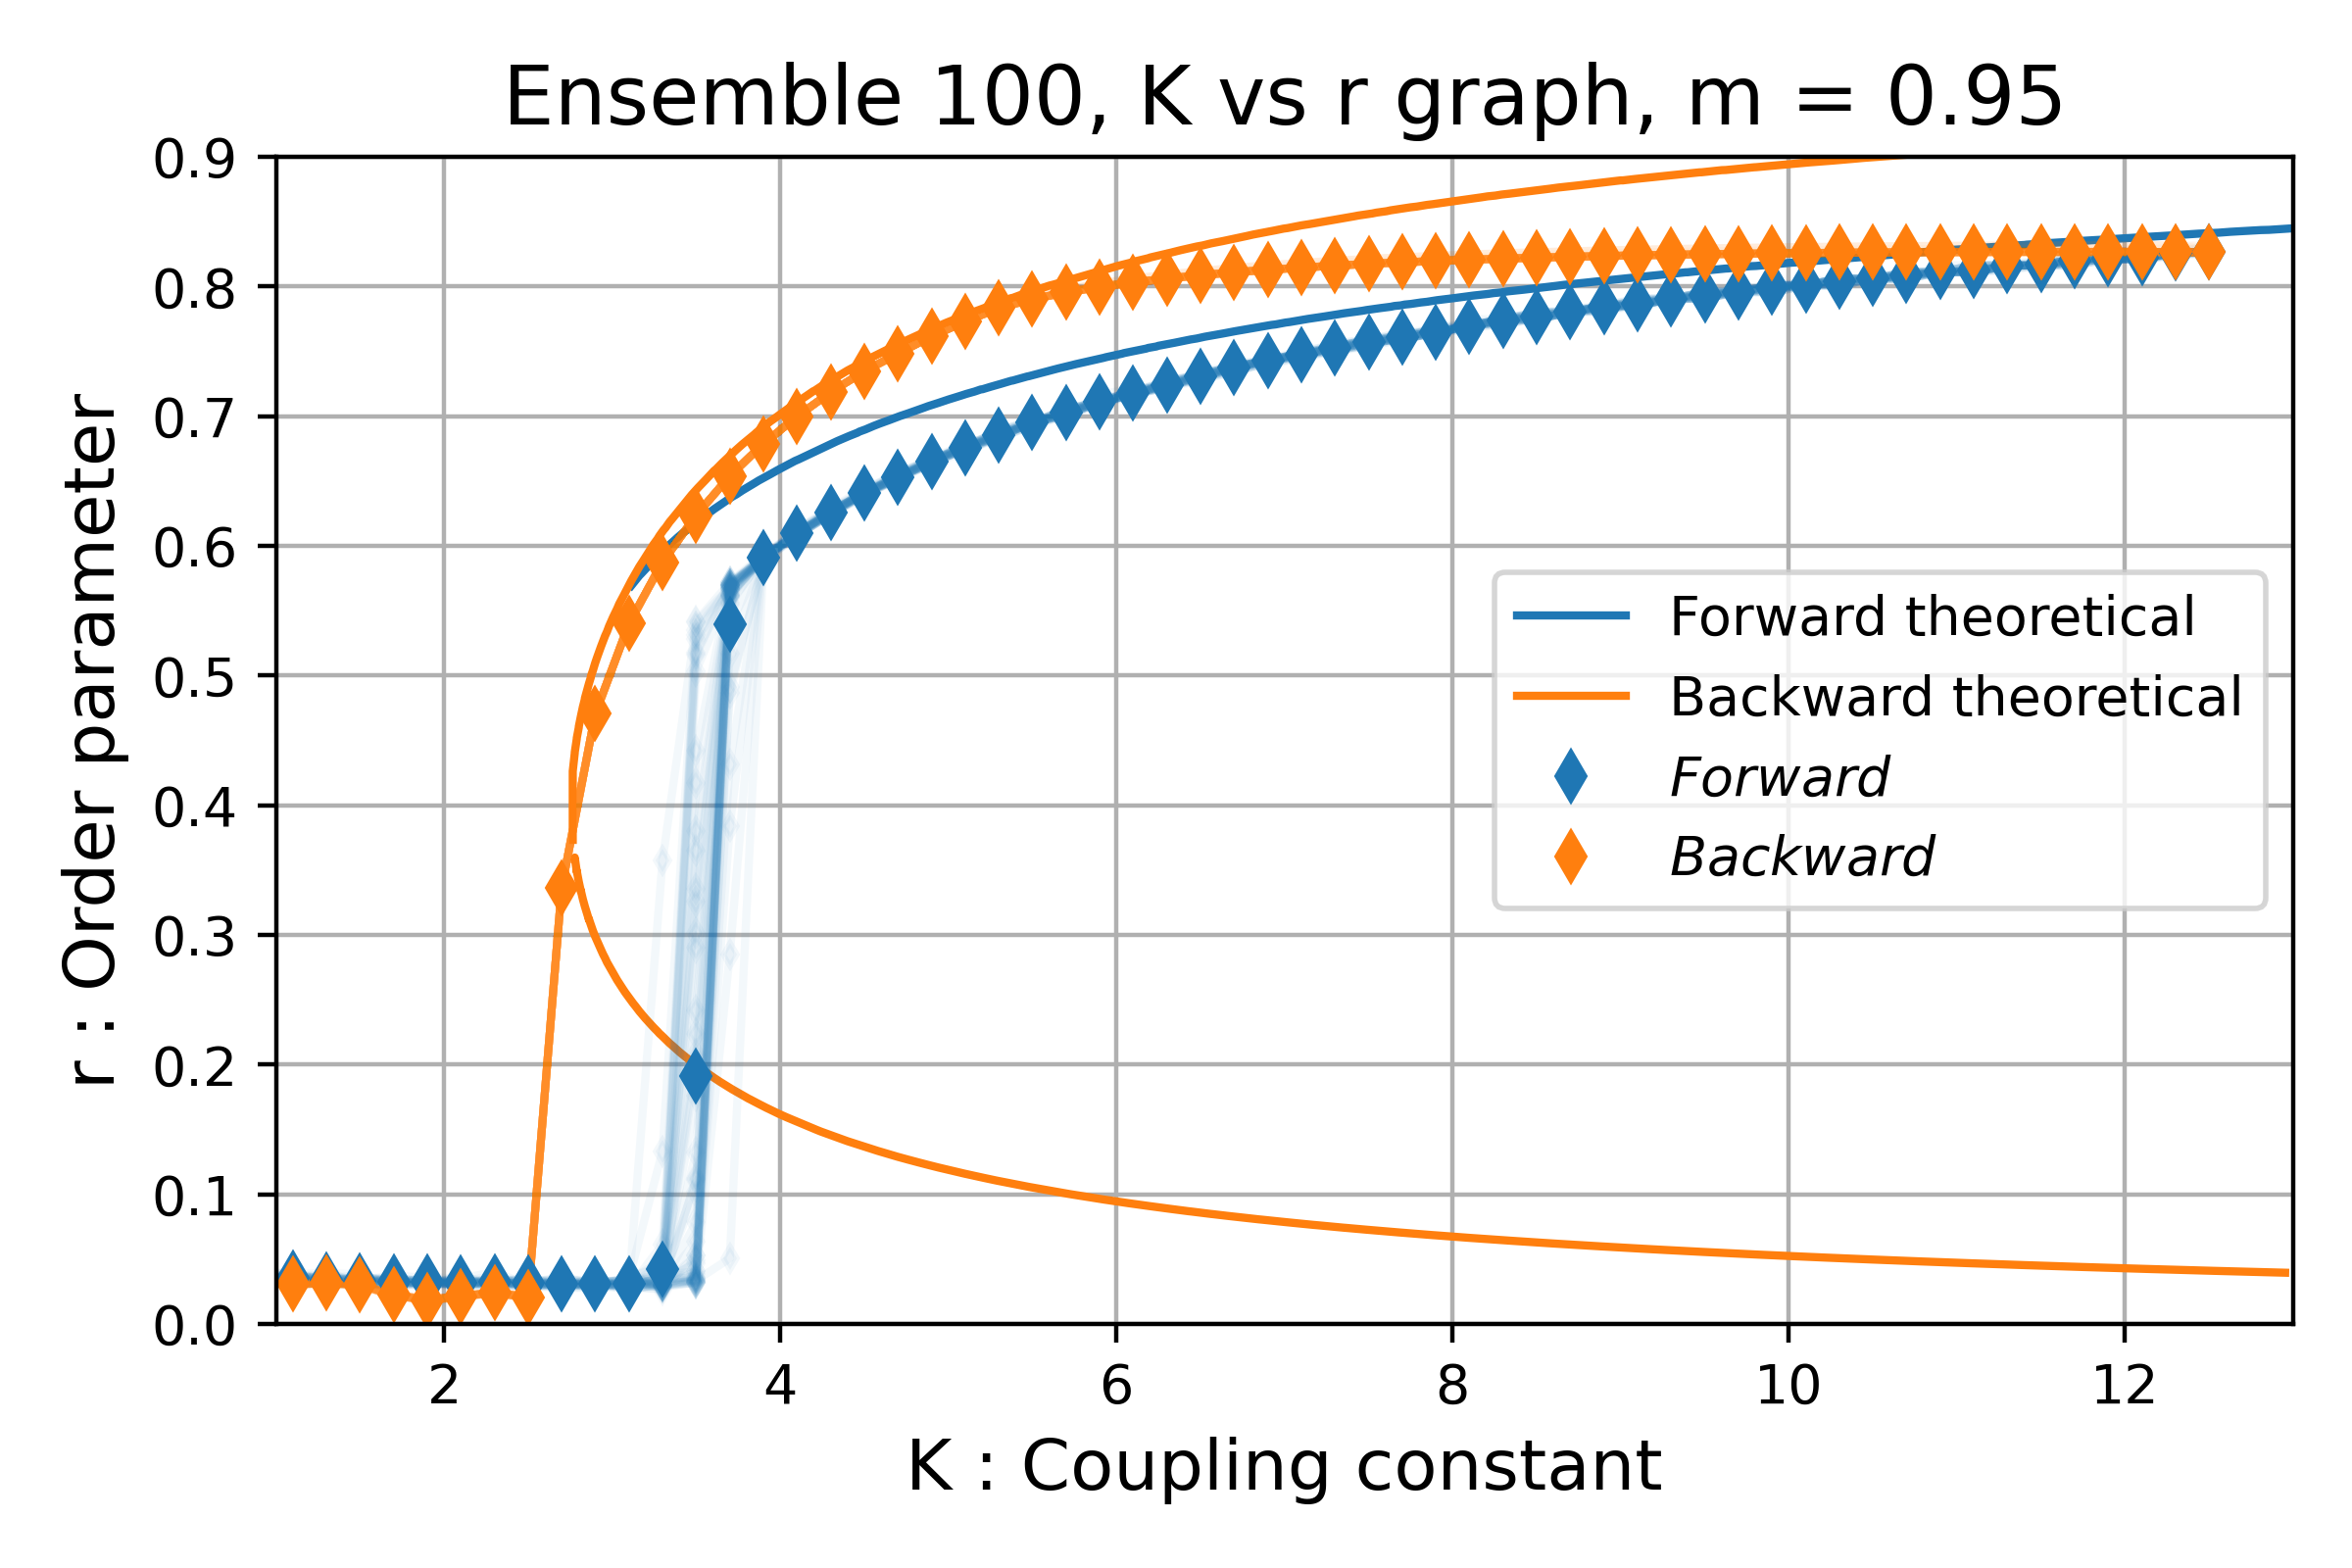 Ensemble 100, K vs r graph, m = 0.95
0.9
0.8
0.7
0.6
0.5
0.4
0.3
0.2
0.1
0.0
r : Order parameter
Forward theoretical
Backward theoretical
Forward
Backward
2 4 6 8 10 12
K : Coupling constant